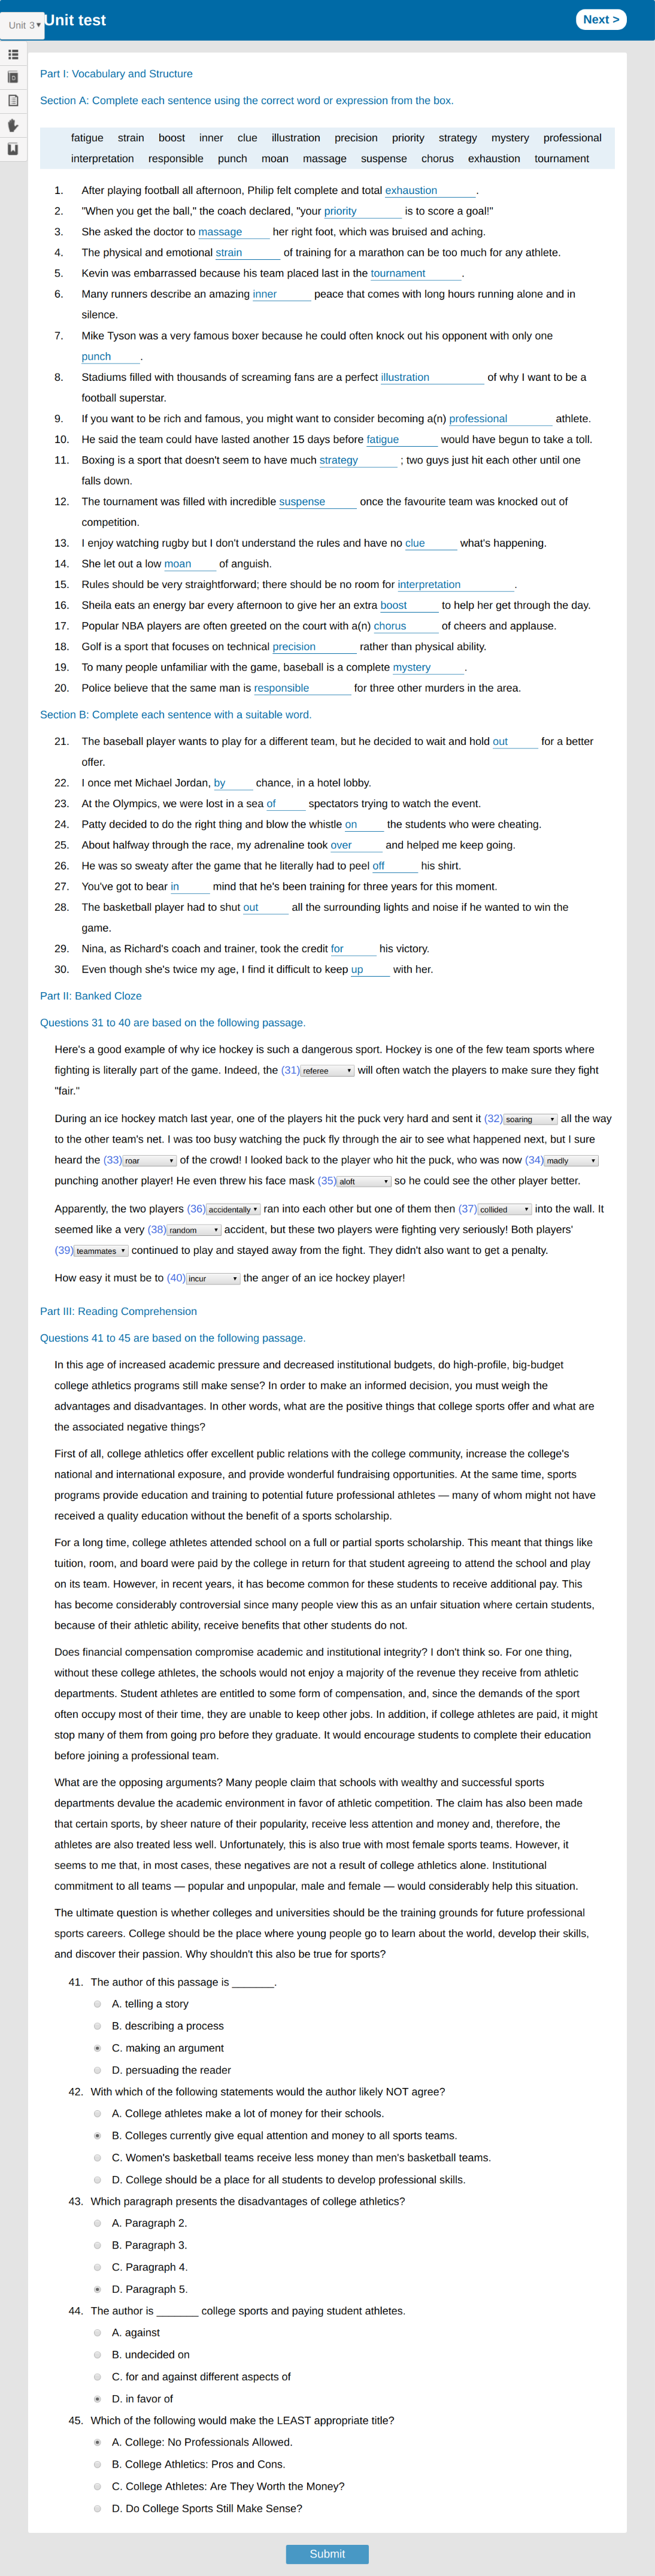 Unit 3
Unit test
Next >
Part I: Vocabulary and Structure
Section A: Complete each sentence using the correct word or expression from the box.
fatigue strain boost inner clue illustration precision priority strategy mystery professional
interpretation responsible punch moan massage suspense chorus exhaustion tournament
1. After playing football all afternoon, Philip felt complete and total exhaustion .
2. "When you get the ball," the coach declared, "your priority is to score a goal!"
3. She asked the doctor to massage her right foot, which was bruised and aching.
4. The physical and emotional strain of training for a marathon can be too much for any athlete.
5. Kevin was embarrassed because his team placed last in the tournament .
6. Many runners describe an amazing inner peace that comes with long hours running alone and in
silence.
7. Mike Tyson was a very famous boxer because he could often knock out his opponent with only one
punch .
8. Stadiums filled with thousands of screaming fans are a perfect illustration of why I want to be a
football superstar.
9. If you want to be rich and famous, you might want to consider becoming a(n) professional athlete.
10. He said the team could have lasted another 15 days before fatigue would have begun to take a toll.
11. Boxing is a sport that doesn't seem to have much strategy ; two guys just hit each other until one
falls down.
12. The tournament was filled with incredible suspense once the favourite team was knocked out of
competition.
13. I enjoy watching rugby but I don't understand the rules and have no clue what's happening.
14. She let out a low moan of anguish.
15. Rules should be very straightforward; there should be no room for interpretation .
16. Sheila eats an energy bar every afternoon to give her an extra boost to help her get through the day.
17. Popular NBA players are often greeted on the court with a(n) chorus of cheers and applause.
18. Golf is a sport that focuses on technical precision rather than physical ability.
19. To many people unfamiliar with the game, baseball is a complete mystery .
20. Police believe that the same man is responsible for three other murders in the area.
Section B: Complete each sentence with a suitable word.
21. The baseball player wants to play for a different team, but he decided to wait and hold out for a better
offer.
22. I once met Michael Jordan, by chance, in a hotel lobby.
23. At the Olympics, we were lost in a sea of spectators trying to watch the event.
24. Patty decided to do the right thing and blow the whistle on the students who were cheating.
25. About halfway through the race, my adrenaline took over and helped me keep going.
26. He was so sweaty after the game that he literally had to peel off his shirt.
27. You've got to bear in mind that he's been training for three years for this moment.
28. The basketball player had to shut out all the surrounding lights and noise if he wanted to win the
game.
29. Nina, as Richard's coach and trainer, took the credit for his victory.
30. Even though she's twice my age, I find it difficult to keep up with her.
Part II: Banked Cloze
Questions 31 to 40 are based on the following passage.
Here's a good example of why ice hockey is such a dangerous sport. Hockey is one of the few team sports where
fighting is literally part of the game. Indeed, the (31) referee will often watch the players to make sure they fight
"fair."
During an ice hockey match last year, one of the players hit the puck very hard and sent it (32) soaring all the way
to the other team's net. I was too busy watching the puck fly through the air to see what happened next, but I sure
heard the (33) roar of the crowd! I looked back to the player who hit the puck, who was now (34) madly
punching another player! He even threw his face mask (35) aloft so he could see the other player better.
Apparently, the two players (36) accidentally ran into each other but one of them then (37) collided into the wall. It
seemed like a very (38) random accident, but these two players were fighting very seriously! Both players'
(39) teammates continued to play and stayed away from the fight. They didn't also want to get a penalty.
How easy it must be to (40) incur the anger of an ice hockey player!
Part III: Reading Comprehension
Questions 41 to 45 are based on the following passage.
In this age of increased academic pressure and decreased institutional budgets, do high-profile, big-budget
college athletics programs still make sense? In order to make an informed decision, you must weigh the
advantages and disadvantages. In other words, what are the positive things that college sports offer and what are
the associated negative things?
First of all, college athletics offer excellent public relations with the college community, increase the college's
national and international exposure, and provide wonderful fundraising opportunities. At the same time, sports
programs provide education and training to potential future professional athletes — many of whom might not have
received a quality education without the benefit of a sports scholarship.
For a long time, college athletes attended school on a full or partial sports scholarship. This meant that things like
tuition, room, and board were paid by the college in return for that student agreeing to attend the school and play
on its team. However, in recent years, it has become common for these students to receive additional pay. This
has become considerably controversial since many people view this as an unfair situation where certain students,
because of their athletic ability, receive benefits that other students do not.
Does financial compensation compromise academic and institutional integrity? I don't think so. For one thing,
without these college athletes, the schools would not enjoy a majority of the revenue they receive from athletic
departments. Student athletes are entitled to some form of compensation, and, since the demands of the sport
often occupy most of their time, they are unable to keep other jobs. In addition, if college athletes are paid, it might
stop many of them from going pro before they graduate. It would encourage students to complete their education
before joining a professional team.
What are the opposing arguments? Many people claim that schools with wealthy and successful sports
departments devalue the academic environment in favor of athletic competition. The claim has also been made
that certain sports, by sheer nature of their popularity, receive less attention and money and, therefore, the
athletes are also treated less well. Unfortunately, this is also true with most female sports teams. However, it
seems to me that, in most cases, these negatives are not a result of college athletics alone. Institutional
commitment to all teams — popular and unpopular, male and female — would considerably help this situation.
The ultimate question is whether colleges and universities should be the training grounds for future professional
sports careers. College should be the place where young people go to learn about the world, develop their skills,
and discover their passion. Why shouldn't this also be true for sports?
41. The author of this passage is _______.
A. telling a story
B. describing a process
C. making an argument
D. persuading the reader
42. With which of the following statements would the author likely NOT agree?
A. College athletes make a lot of money for their schools.
B. Colleges currently give equal attention and money to all sports teams.
C. Women's basketball teams receive less money than men's basketball teams.
D. College should be a place for all students to develop professional skills.
43. Which paragraph presents the disadvantages of college athletics?
A. Paragraph 2.
B. Paragraph 3.
C. Paragraph 4.
D. Paragraph 5.
44. The author is _______ college sports and paying student athletes.
A. against
B. undecided on
C. for and against different aspects of
D. in favor of
45. Which of the following would make the LEAST appropriate title?
A. College: No Professionals Allowed.
B. College Athletics: Pros and Cons.
C. College Athletes: Are They Worth the Money?
D. Do College Sports Still Make Sense?
Submit